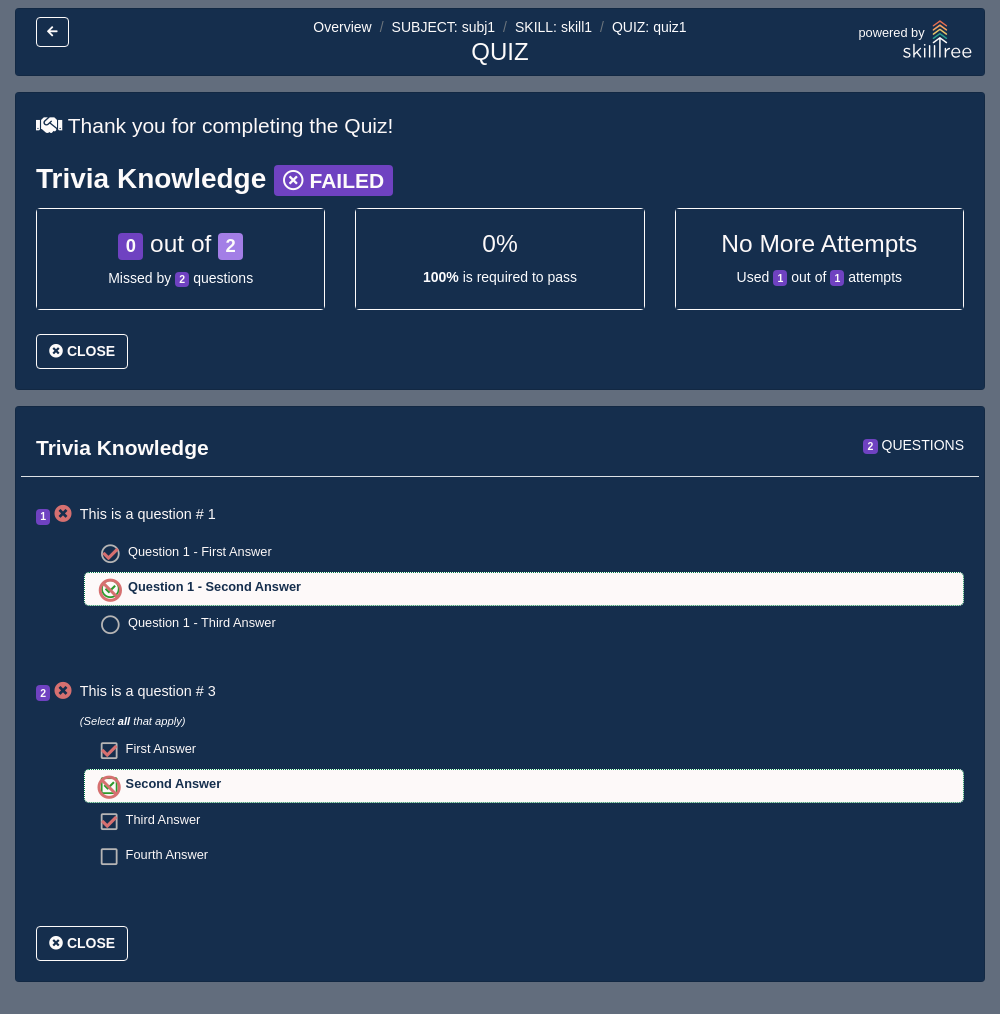 Overview / SUBJECT: subj1 / SKILL: skill1 / QUIZ: quiz1
QUIZ
powered by
skilltree
Thank you for completing the Quiz!
Trivia Knowledge FAILED
0 out of 2
Missed by 2 questions
0%
100% is required to pass
No More Attempts
Used 1 out of 1 attempts
CLOSE
Trivia Knowledge
2 QUESTIONS
1 This is a question # 1
Question 1 - First Answer
Question 1 - Second Answer
Question 1 - Third Answer
2 This is a question # 3
(Select all that apply)
First Answer
Second Answer
Third Answer
Fourth Answer
CLOSE